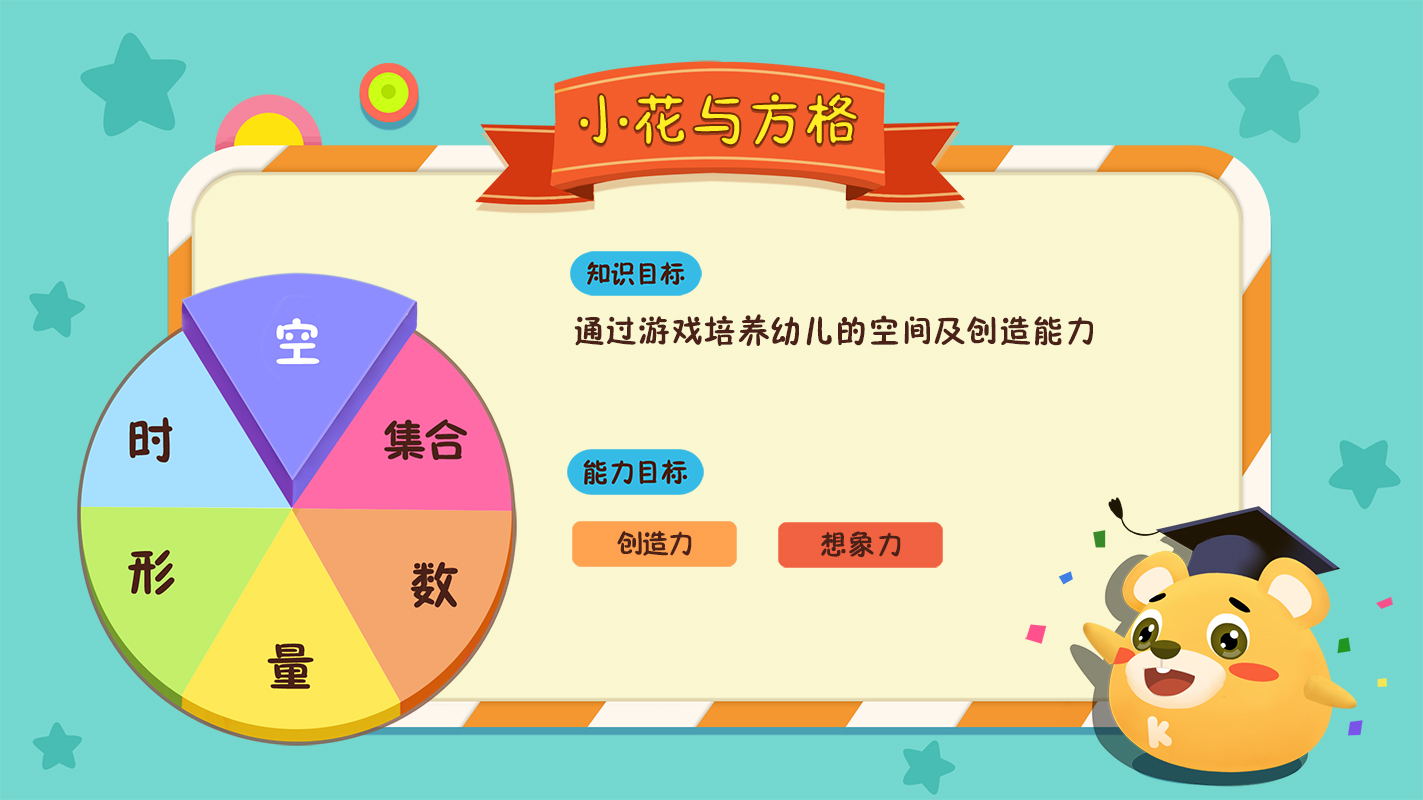 小花与方格
知识目标
通过游戏培养幼儿的空间及创造能力
能力目标
创造力
想象力
空
时
集合
形
数
量
K